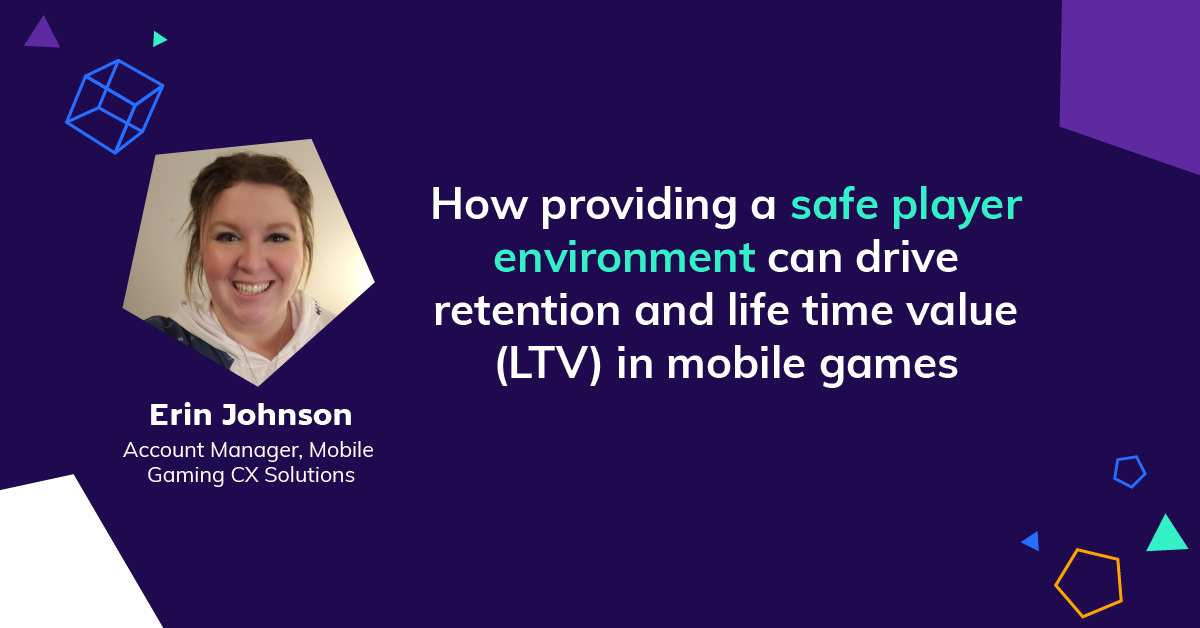 How providing a safe player
environment can drive
retention and life time value
(LTV) in mobile games
Erin Johnson
Account Manager, Mobile
Gaming CX Solutions